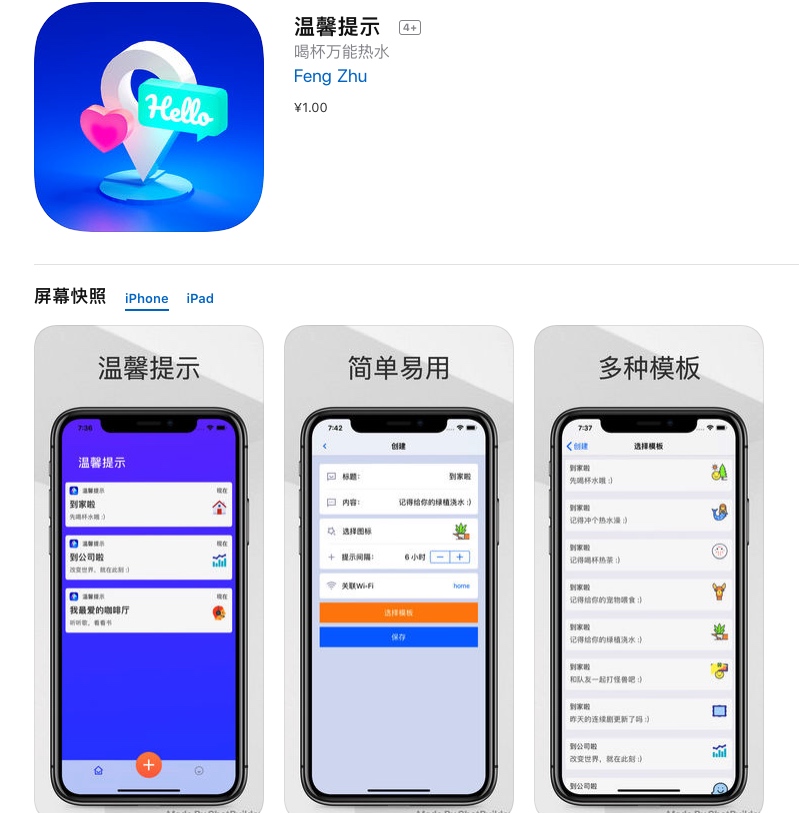 温馨提示 4+
喝杯万能热水
Feng Zhu
¥1.00
Hello
屏幕快照 iPhone iPad
温馨提示
7:36
温馨提示
温馨提示 现在
到家啦
先喝杯水哦 :)
温馨提示 现在
到公司啦
改变世界，就在此刻 :)
温馨提示 现在
我最爱的咖啡厅
听听歌，看看书
简单易用
7:42
创建
标题： 到家啦
内容： 记得给你的绿植浇水 :)
选择图标
提示间隔： 6 小时 − +
关联Wi-Fi home
选择模板
保存
多种模板
7:37
创建 选择模板
到家啦
先喝杯水哦 :)
到家啦
记得冲个热水澡 :)
到家啦
记得喝杯热茶 :)
到家啦
记得给你的宠物喂食 :)
到家啦
记得给你的绿植浇水 :)
到家啦
和队友一起打怪兽吧 :)
到家啦
昨天的连续剧更新了吗 :)
到公司啦
改变世界，就在此刻 :)
到公司啦